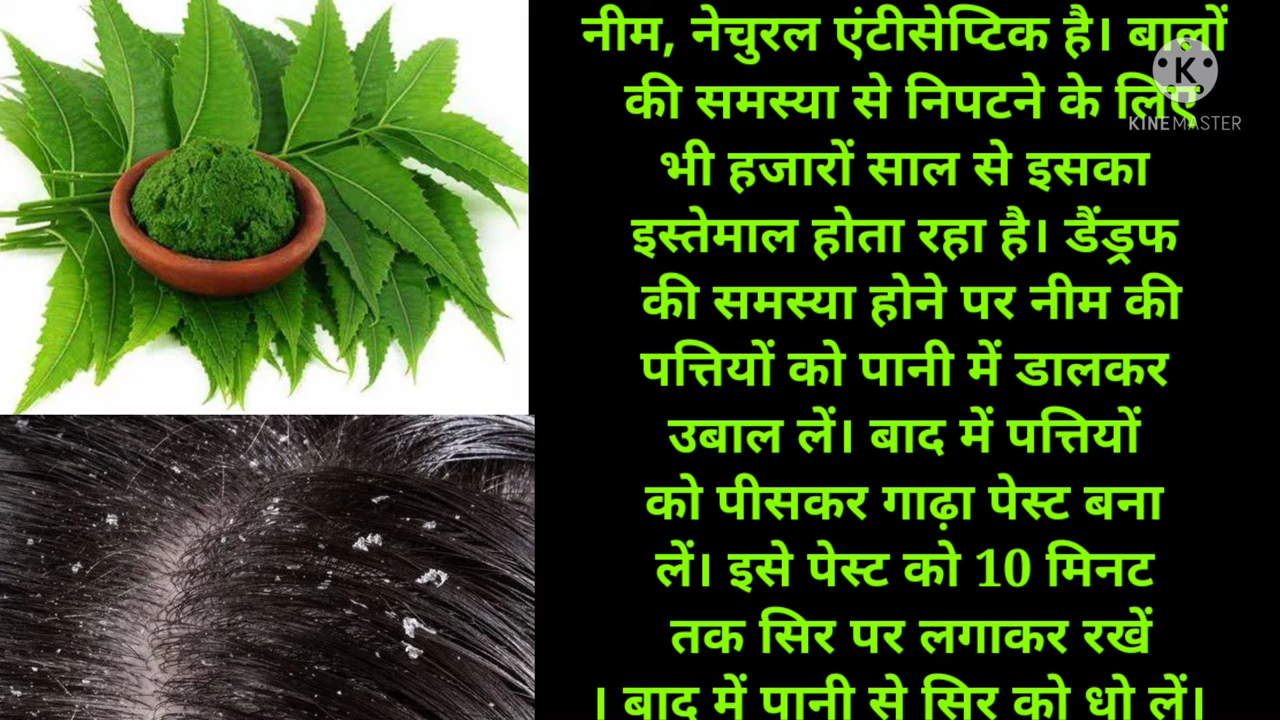 नीम, नेचुरल एंटीसेप्टिक है। बालों
की समस्या से निपटने के लिए
KINEMASTER
भी हजारों साल से इसका
इस्तेमाल होता रहा है। डैंड्रफ
की समस्या होने पर नीम की
पत्तियों को पानी में डालकर
उबाल लें। बाद में पत्तियों
को पीसकर गाढ़ा पेस्ट बना
लें। इसे पेस्ट को 10 मिनट
तक सिर पर लगाकर रखें
। बाद में पानी से सिर को धो लें।